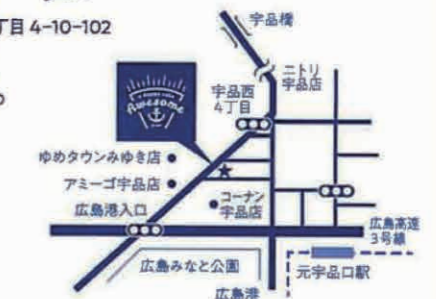 丁目 4-10-102
宇品橋
ニトリ
宇品店
宇品西
4丁目
Awesome
ゆめタウンみゆき店
アミーゴ宇品店
コーナン
宇品店
広島港入口
広島高速
3号線
広島みなと公園
元宇品口駅
広島港